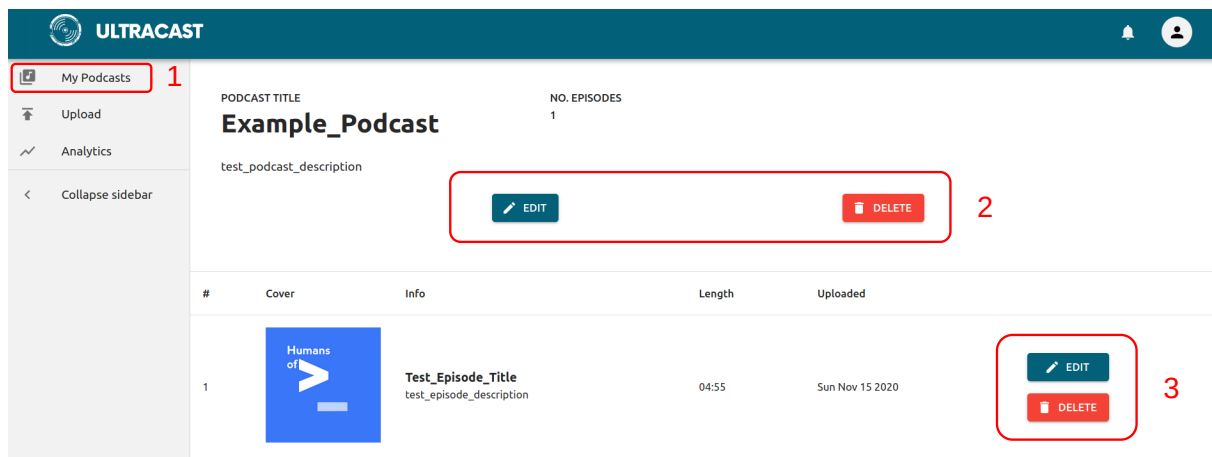 ULTRACAST
My Podcasts
1
Upload
Analytics
Collapse sidebar
PODCAST TITLE
NO. EPISODES
Example_Podcast
1
test_podcast_description
EDIT
DELETE
2
# Cover Info Length Uploaded
Humans
of
>_
1
Test_Episode_Title
test_episode_description
04:55
Sun Nov 15 2020
EDIT
DELETE
3